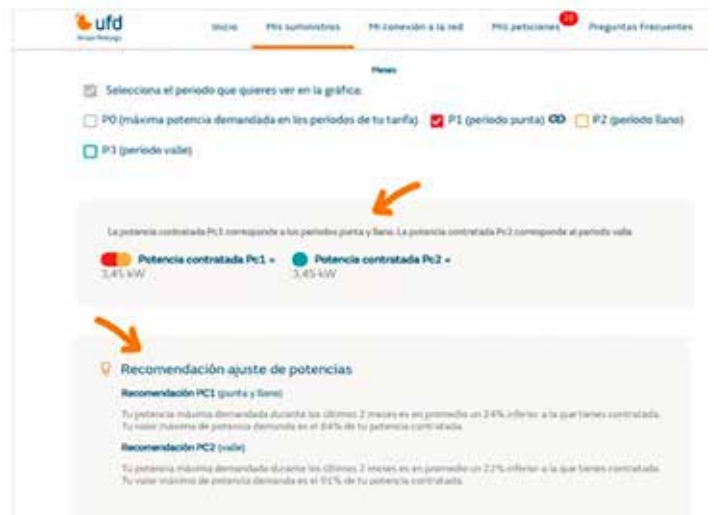 ufd
Grupo Naturgy
Inicio Mis suministros Mi conexión a la red Mis peticiones Preguntas Frecuentes
Meses
Selecciona el periodo que quieres ver en la gráfica:
P0 (máxima potencia demandada en los periodos de tu tarifa) P1 (periodo punta) P2 (periodo llano)
P3 (periodo valle)
La potencia contratada Pc1 corresponde a los periodos punta y llano. La potencia contratada Pc2 corresponde al periodo valle
Potencia contratada Pc1 = Potencia contratada Pc2 =
3,45 kW 3,45 kW
Recomendación ajuste de potencias
Recomendación PC1 (punta y llano)
Tu potencia máxima demandada durante los últimos 2 meses es en promedio un 24% inferior a la que tienes contratada.
Tu valor máximo de potencia demanda es el 84% de tu potencia contratada.
Recomendación PC2 (valle)
Tu potencia máxima demandada durante los últimos 2 meses es en promedio un 22% inferior a la que tienes contratada.
Tu valor máximo de potencia demanda es el 91% de tu potencia contratada.